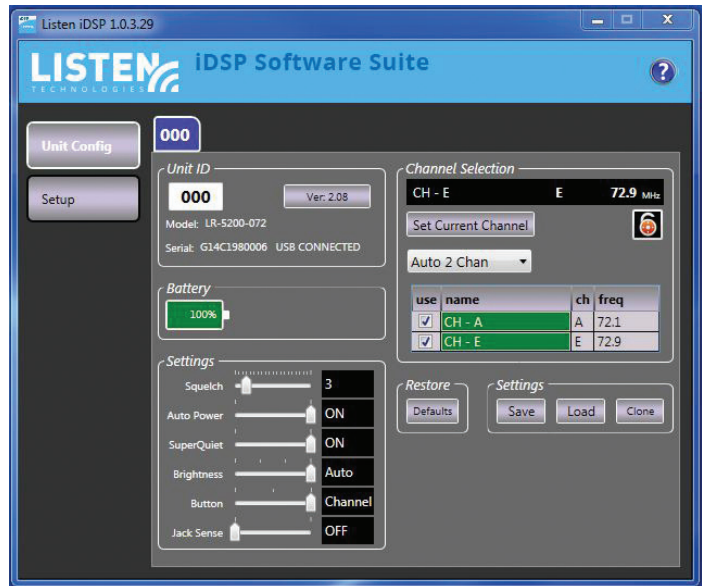 Listen iDSP 1.0.3.29
LISTEN
TECHNOLOGIES
iDSP Software Suite
?
Unit Config
Setup
000
Unit ID
000
Ver: 2.08
Model: LR-5200-072
Serial: G14C1980006 USB CONNECTED
Battery
100%
Settings
Squelch 3
Auto Power ON
SuperQuiet ON
Brightness Auto
Button Channel
Jack Sense OFF
Channel Selection
CH - E E 72.9 MHz
Set Current Channel
Auto 2 Chan
use name ch freq
CH - A A 72.1
CH - E E 72.9
Restore
Defaults
Settings
Save Load Clone